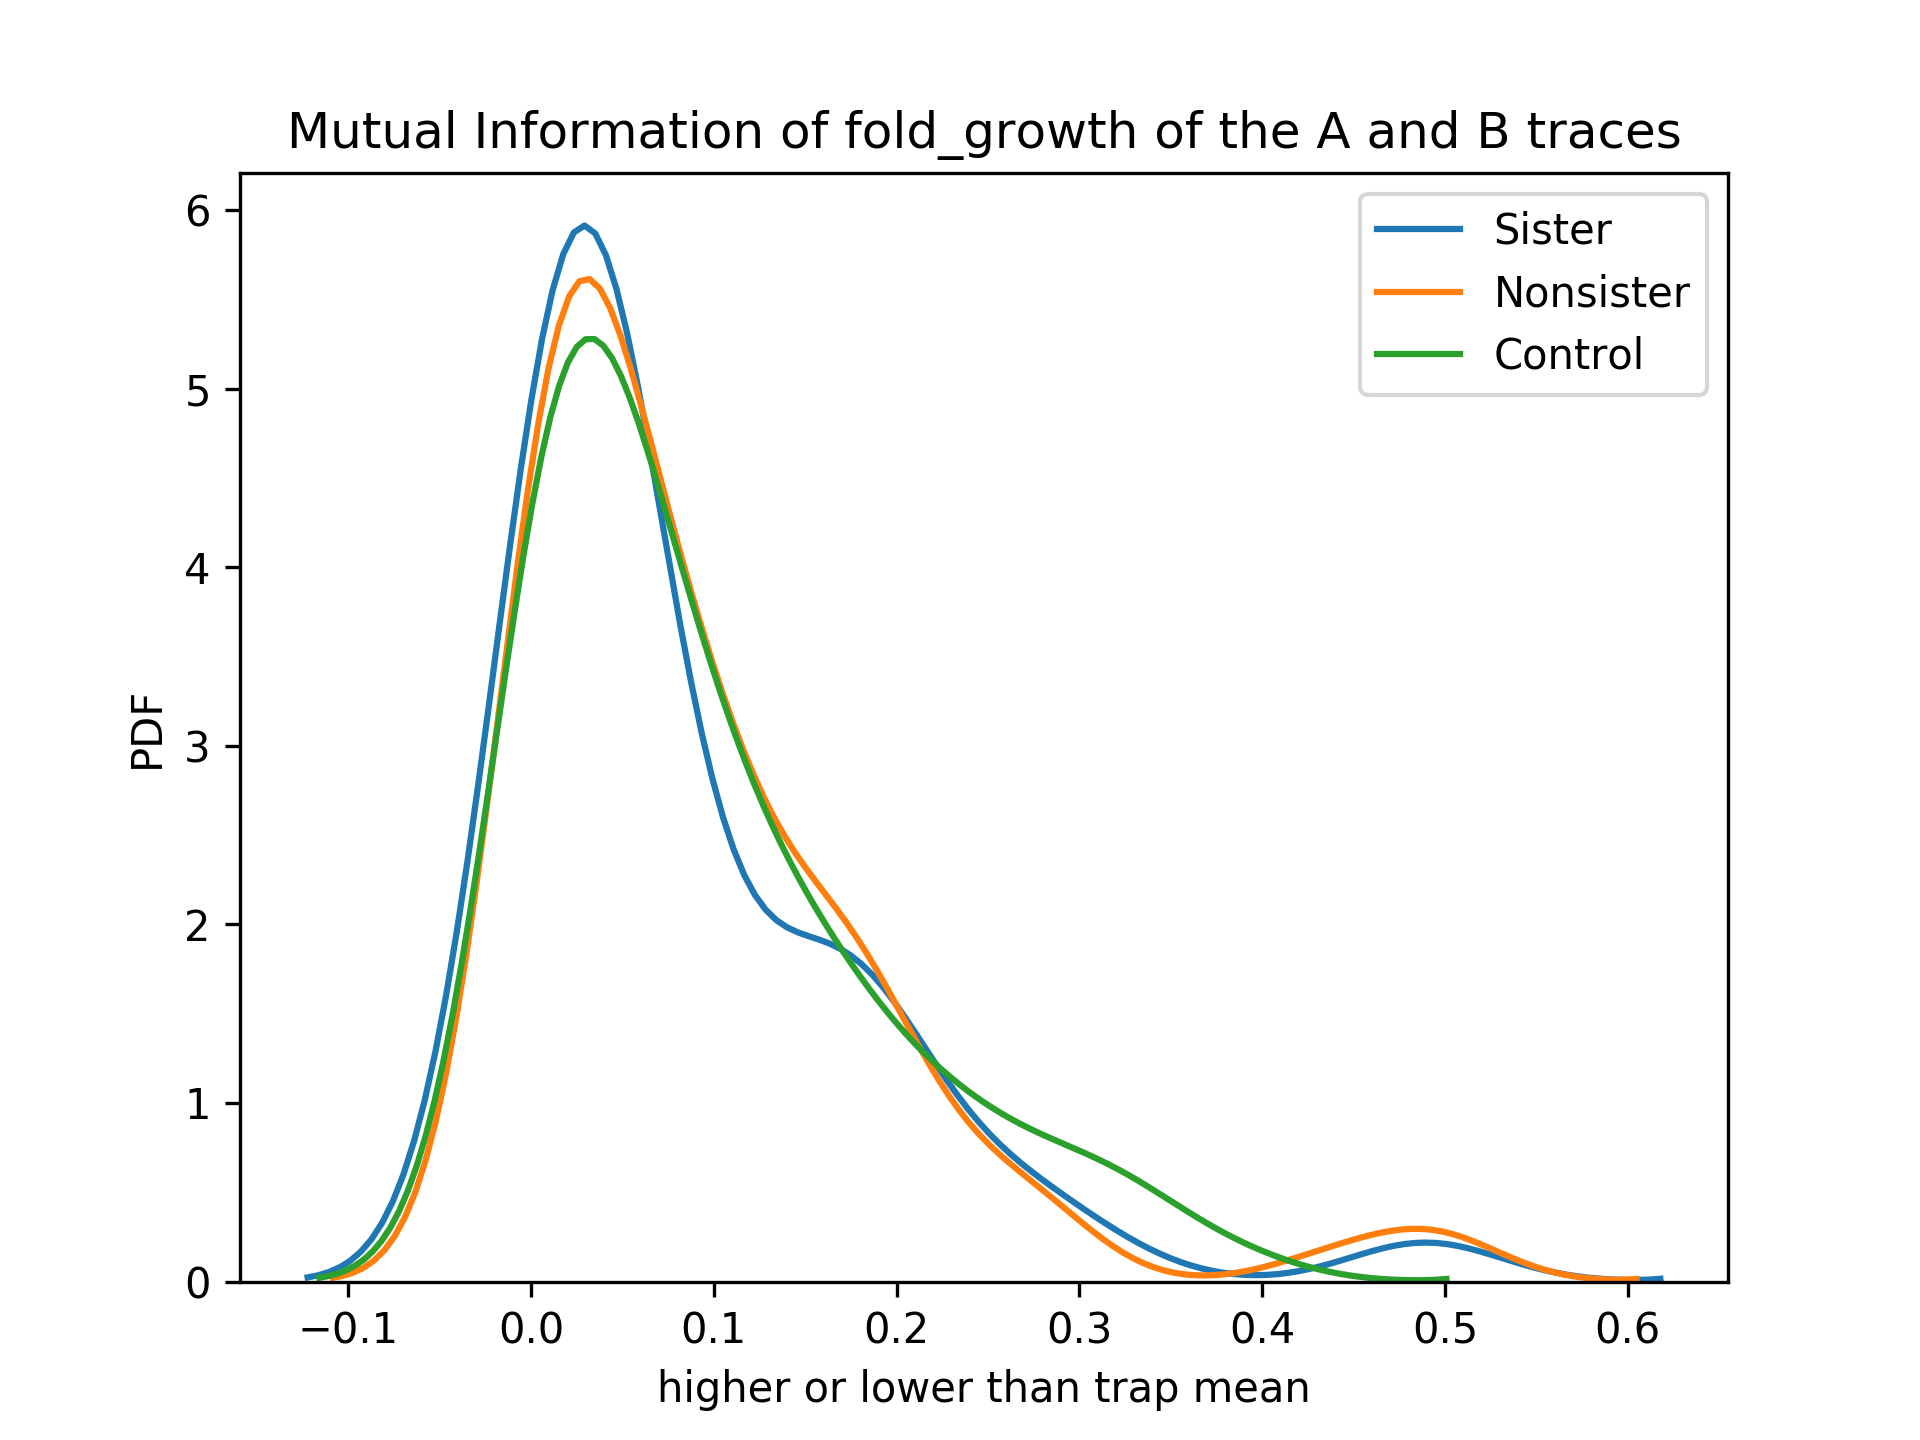 Mutual Information of fold_growth of the A and B traces
Sister
Nonsister
Control
PDF
6
5
4
3
2
1
0
−0.1
0.0
0.1
0.2
0.3
0.4
0.5
0.6
higher or lower than trap mean